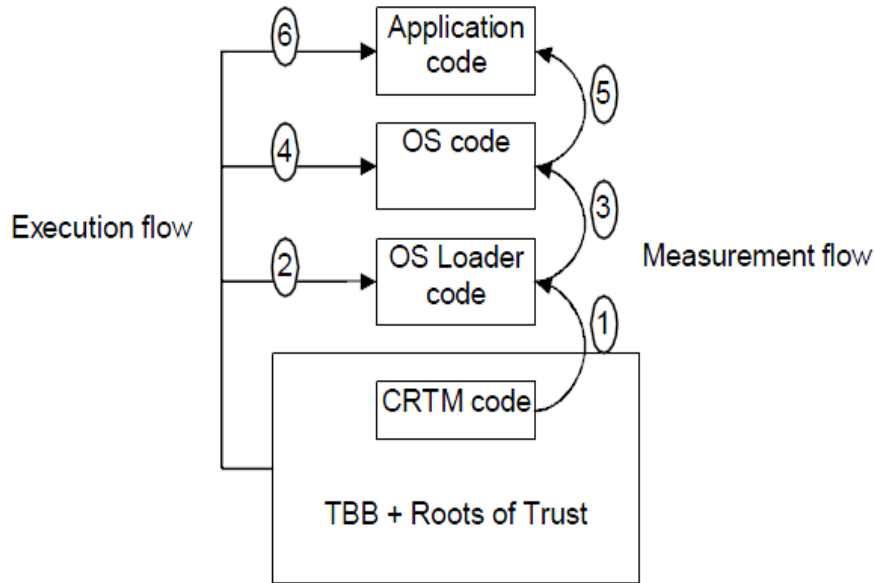 6
Application
code
5
4
OS code
3
Execution flow
2
OS Loader
code
Measurement flow
1
CRTM code
TBB + Roots of Trust